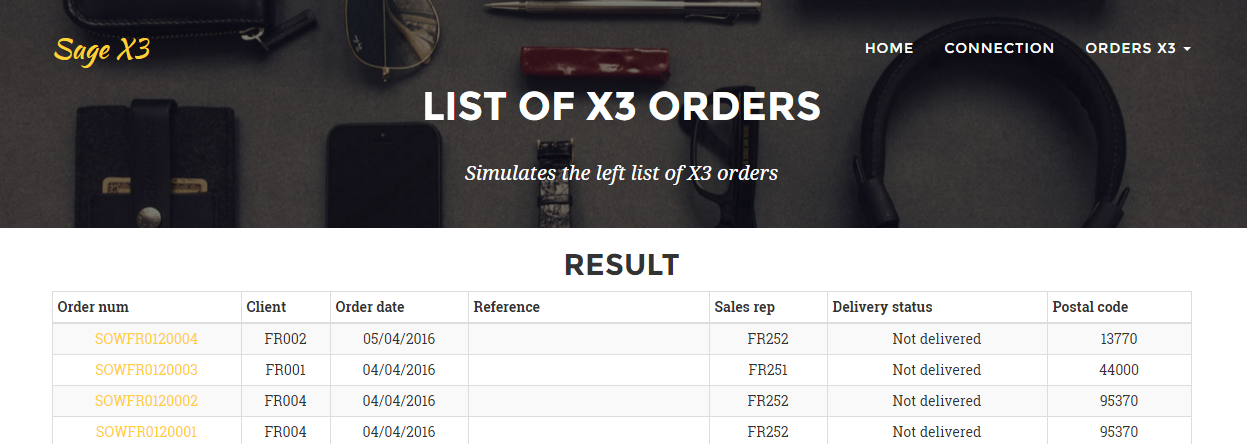 Sage X3 HOME CONNECTION ORDERS X3
LIST OF X3 ORDERS
Simulates the left list of X3 orders
RESULT
Order num Client Order date Reference Sales rep Delivery status Postal code
SOWFR0120004 FR002 05/04/2016 FR252 Not delivered 13770
SOWFR0120003 FR001 04/04/2016 FR251 Not delivered 44000
SOWFR0120002 FR004 04/04/2016 FR252 Not delivered 95370
SOWFR0120001 FR004 04/04/2016 FR252 Not delivered 95370